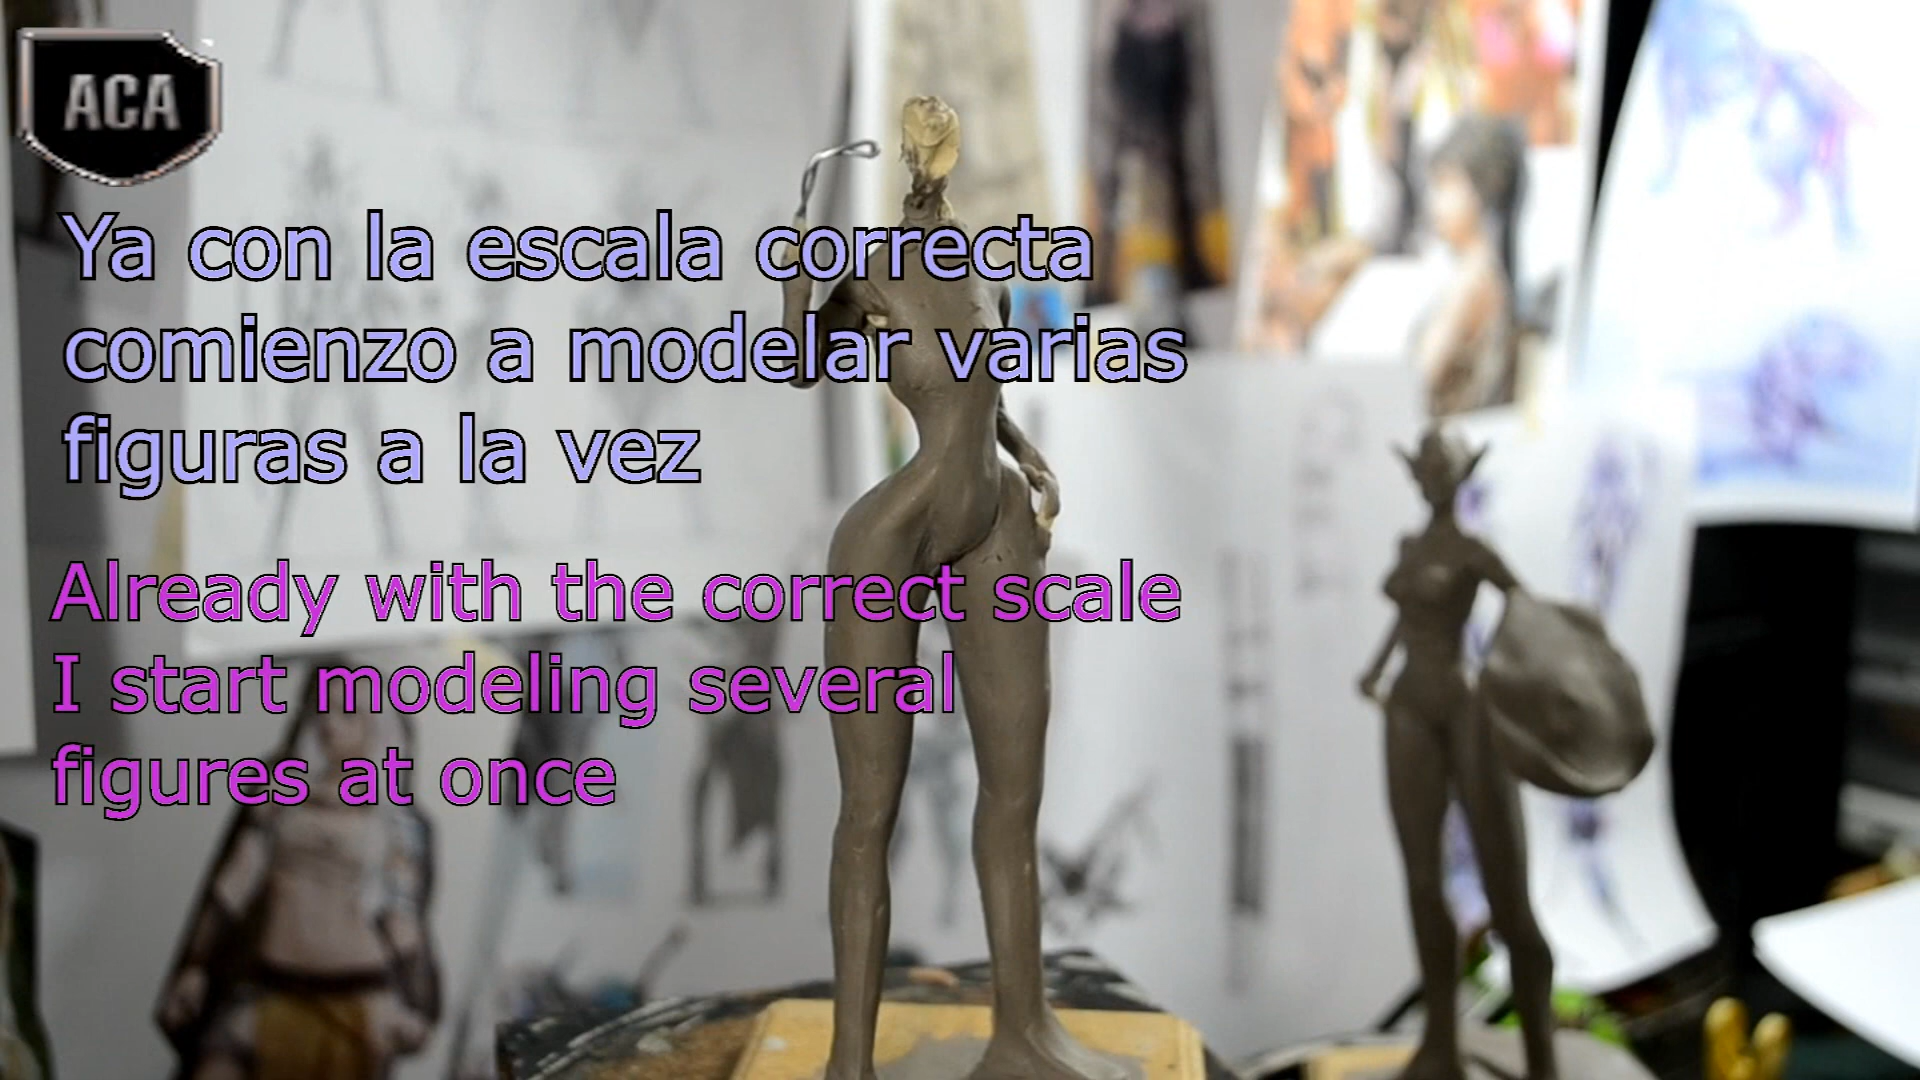 ACA
Ya con la escala correcta
comienzo a modelar varias
figuras a la vez
Already with the correct scale
I start modeling several
figures at once